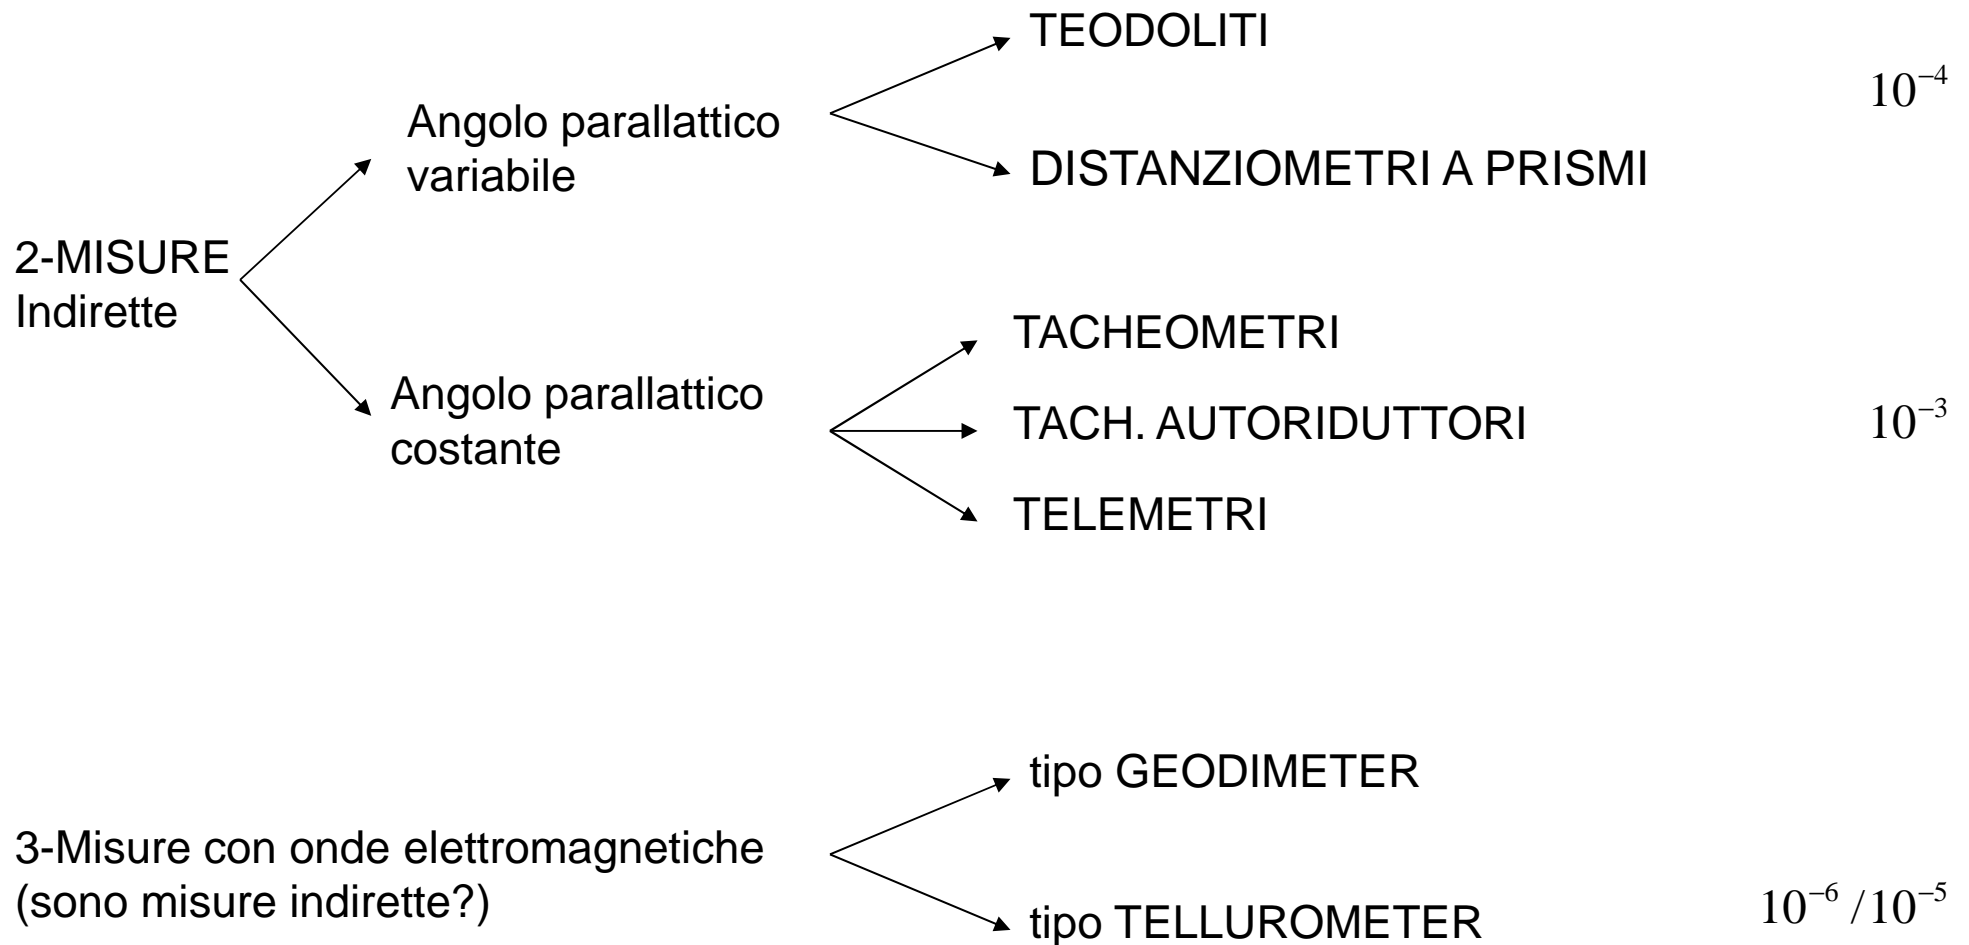 TEODOLITI
10⁻⁴
Angolo parallattico
variabile
DISTANZIOMETRI A PRISMI
2-MISURE
Indirette
TACHEOMETRI
Angolo parallattico
costante
TACH. AUTORIDUTTORI
10⁻³
TELEMETRI
tipo GEODIMETER
3-Misure con onde elettromagnetiche
(sono misure indirette?)
tipo TELLUROMETER
10⁻⁶ /10⁻⁵